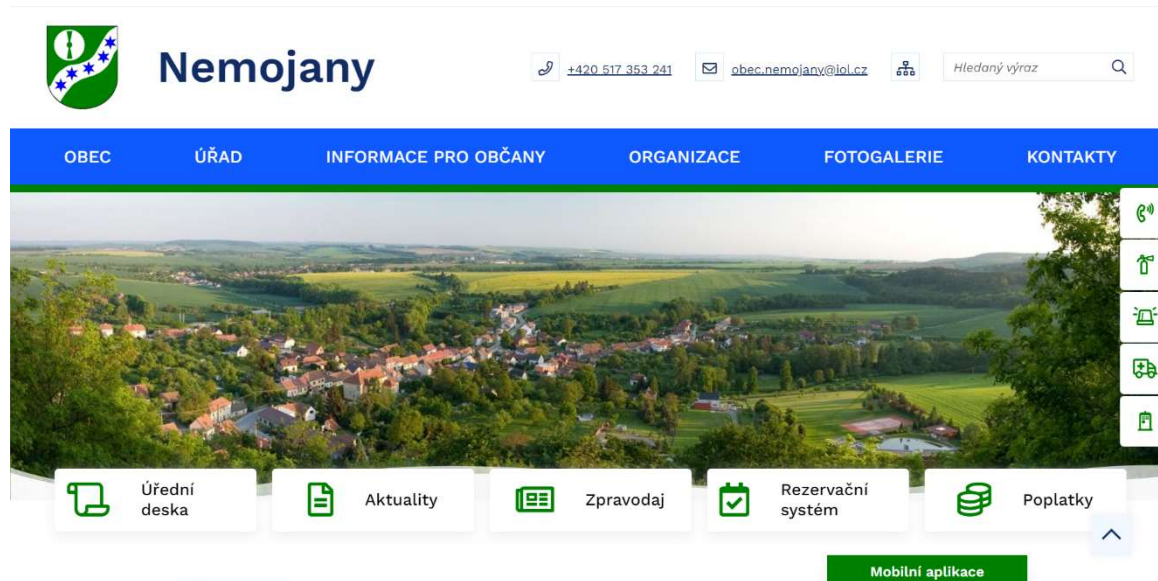 Nemojany
+420 517 353 241
obec.nemojany@iol.cz
Hledaný výraz
OBEC
ÚŘAD
INFORMACE PRO OBČANY
ORGANIZACE
FOTOGALERIE
KONTAKTY
Úřední
deska
Aktuality
Zpravodaj
Rezervační
systém
Poplatky
Mobilní aplikace